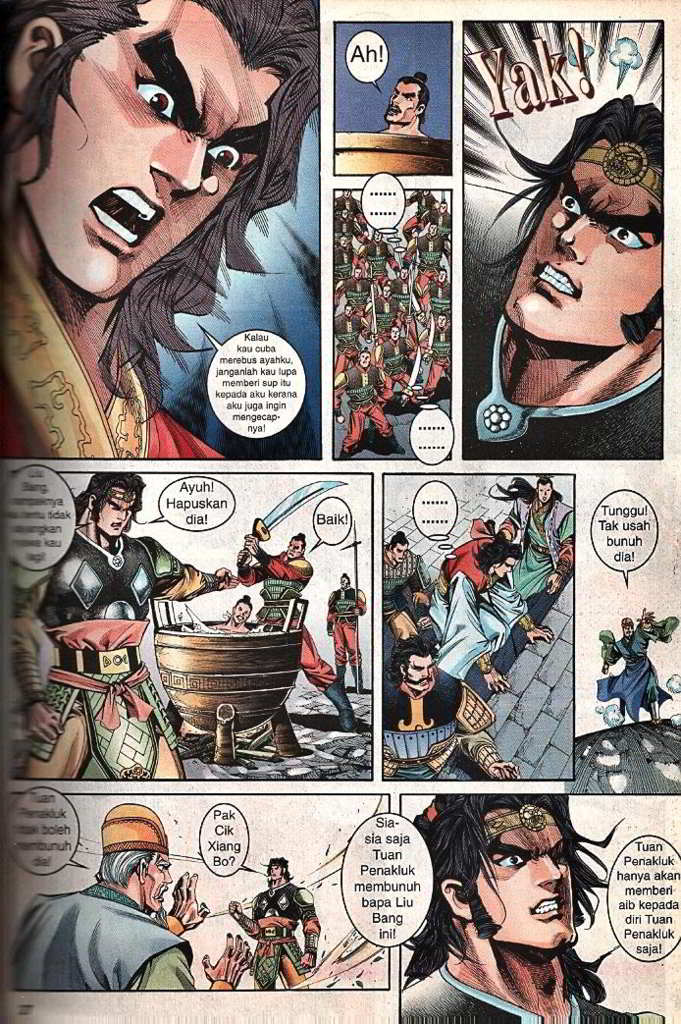 Kalau
kau cuba
merebus ayahku,
janganlah kau lupa
memberi sup itu
kepada aku kerana
aku juga ingin
mengecap-
nya!
Ah!
......
......
......
......
Yak!
Liu
Bang,
tidak
kau
lagi!
Ayuh!
Hapuskan
dia!
Baik!
......
......
Tunggu!
Tak usah
bunuh
dia!
Tuan
Penakluk
tidak boleh
membunuh
dia!
Pak
Cik
Xiang
Bo?
Sia-
sia saja
Tuan
Penakluk
membunuh
bapa Liu
Bang
ini!
Tuan
Penakluk
hanya akan
memberi
aib kepada
diri Tuan
Penakluk
saja!
27